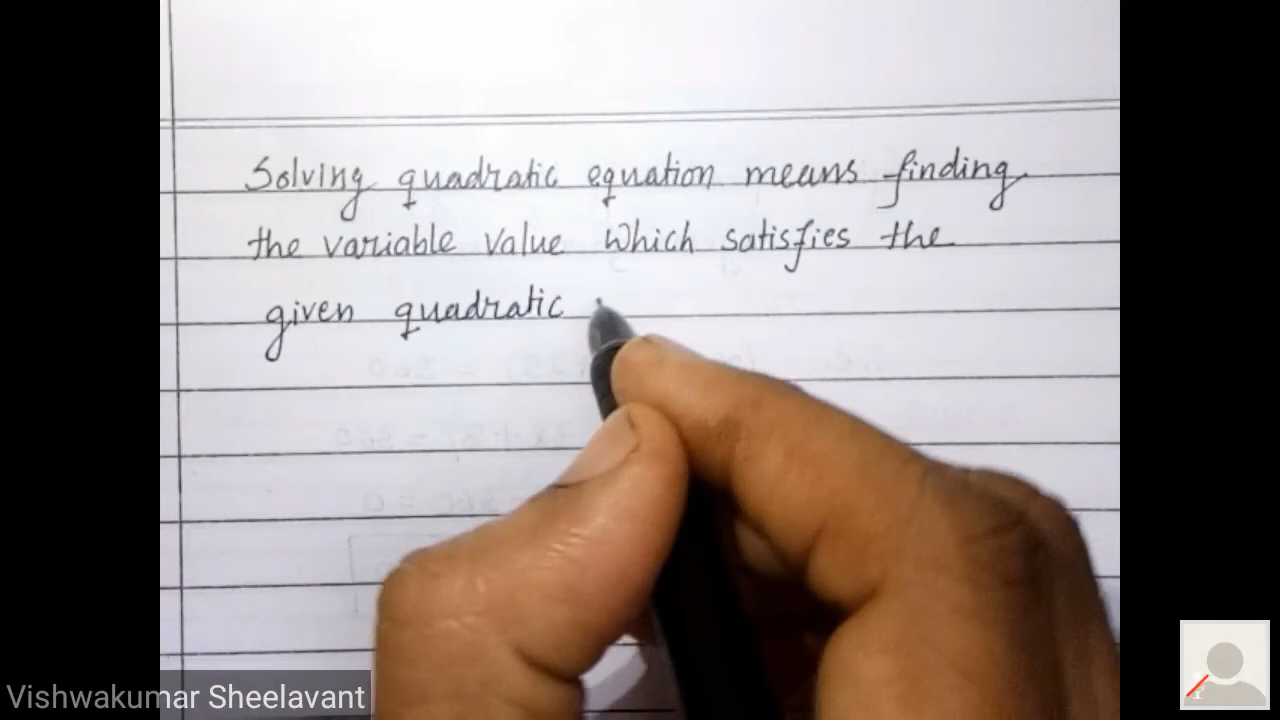 Solving quadratic equation means finding
the variable value which satisfies the
given quadratic
Vishwakumar Sheelavant